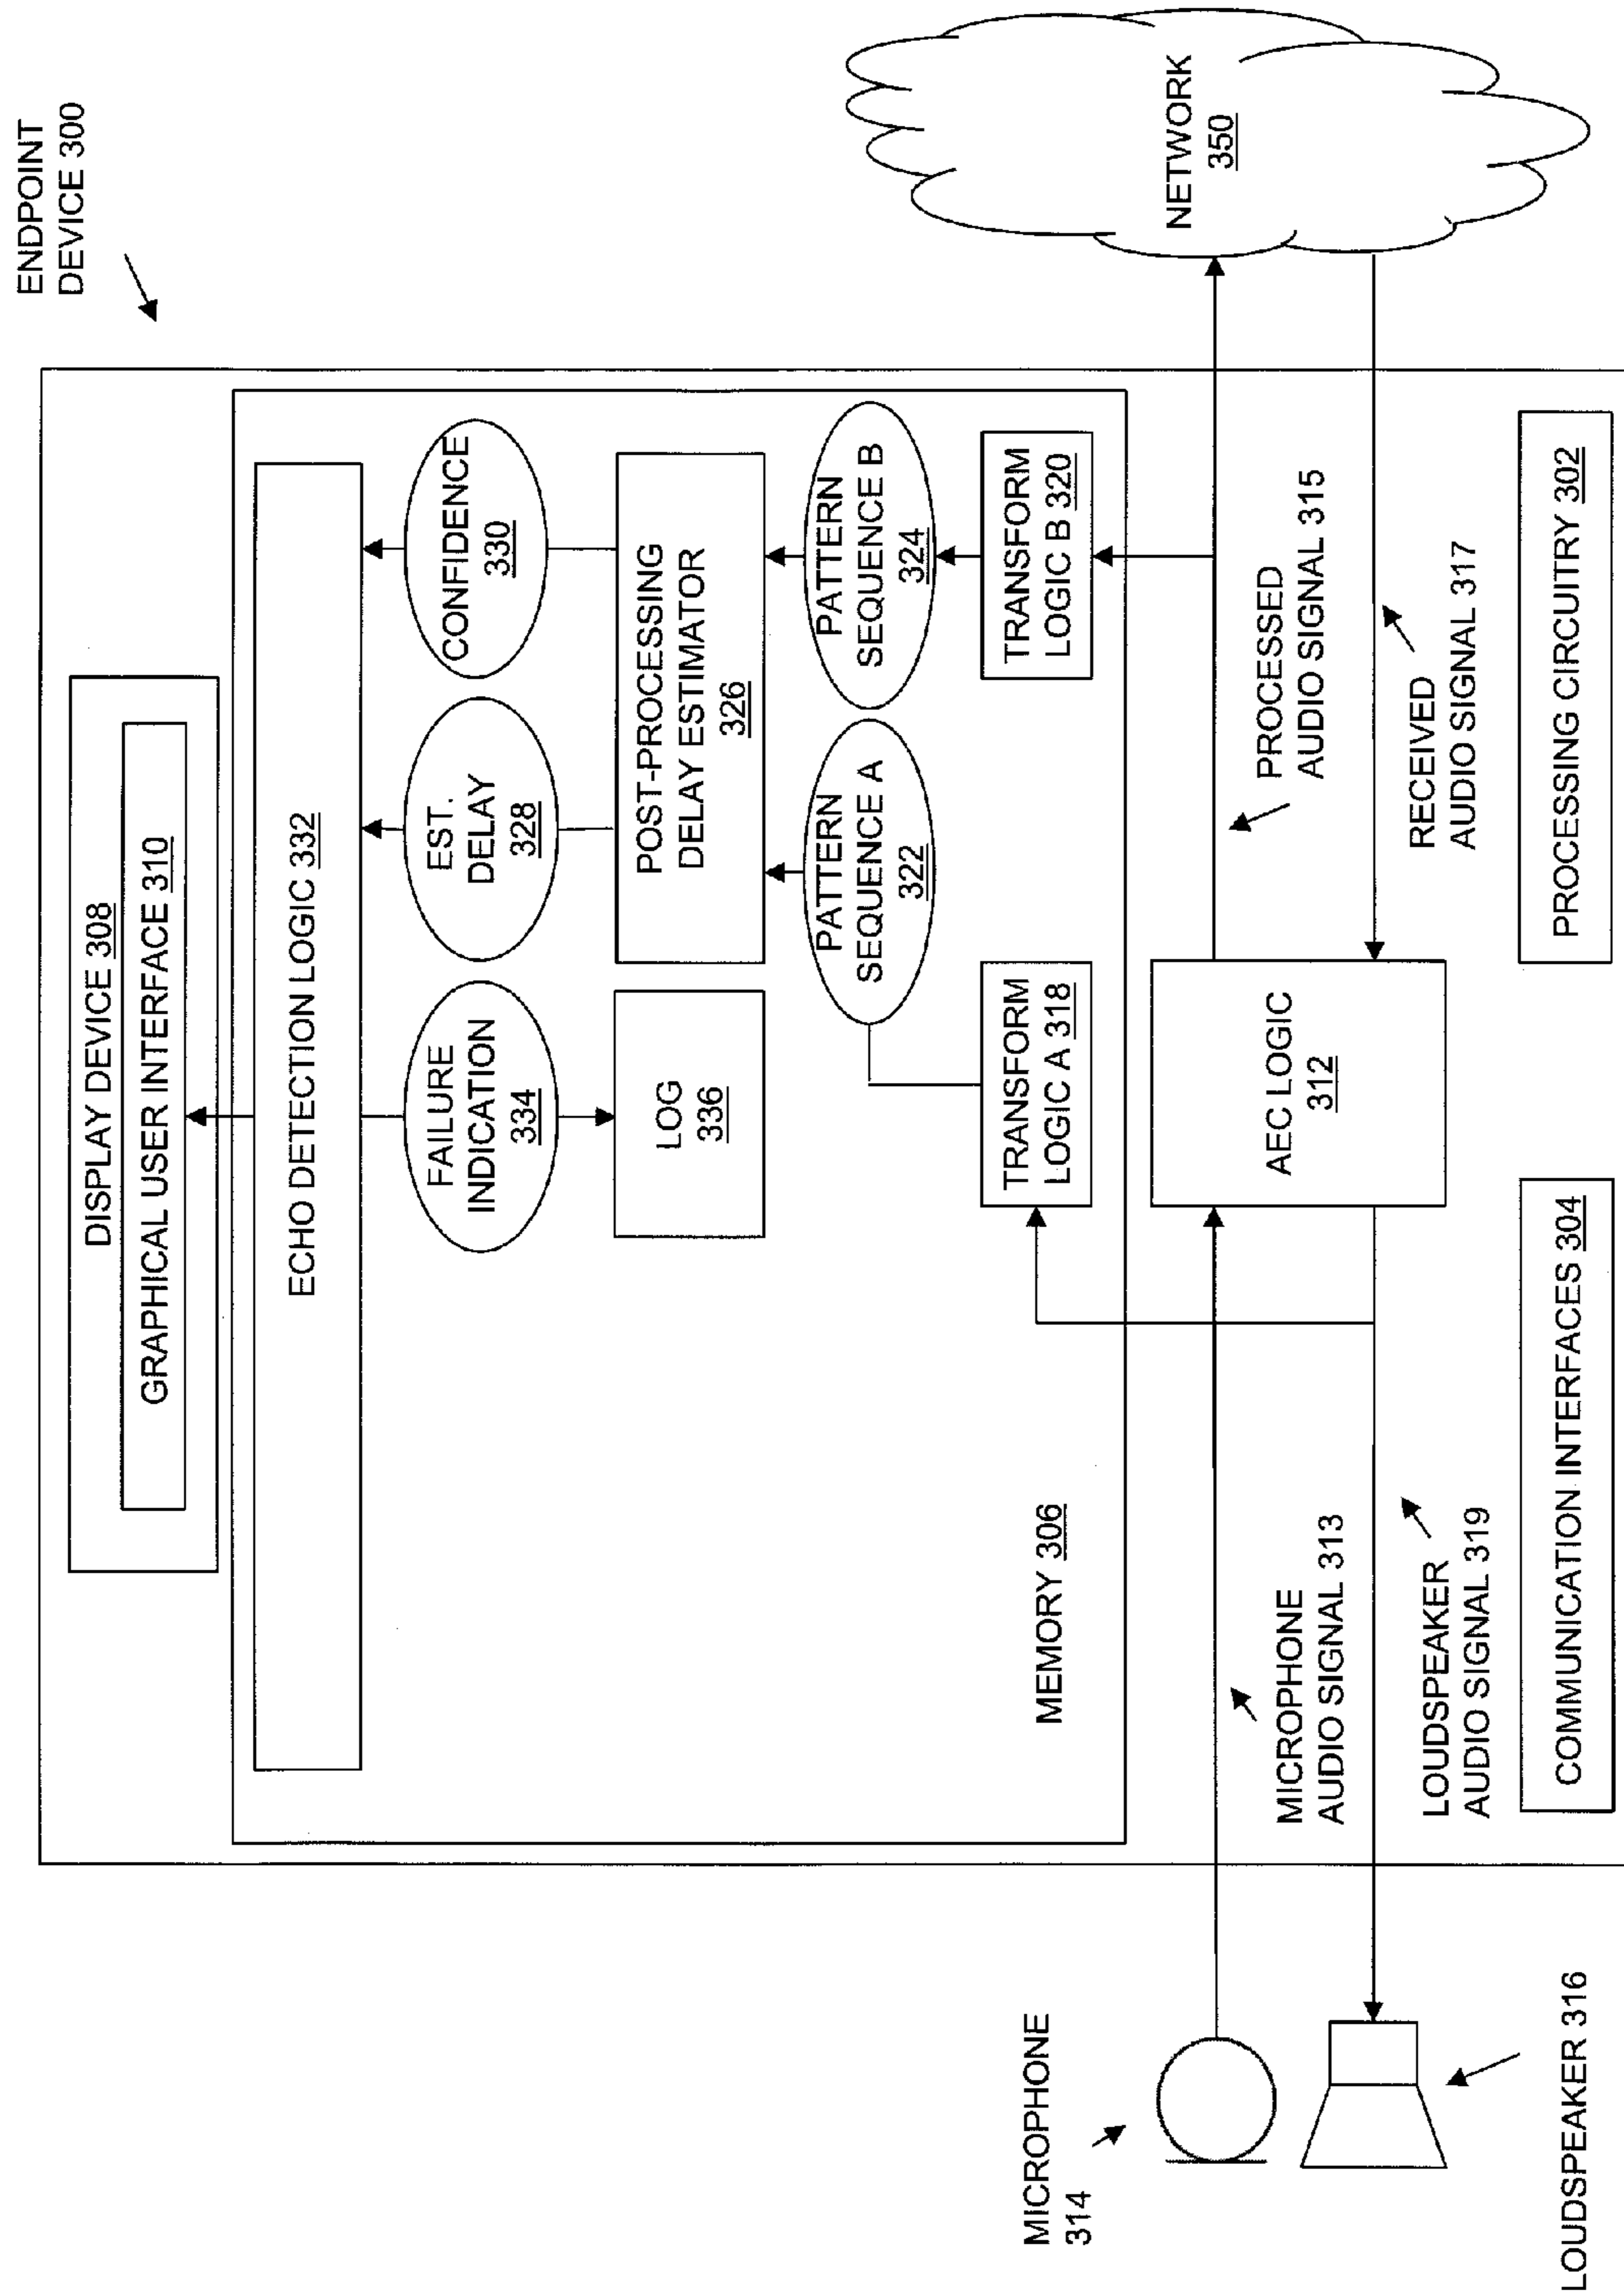 ENDPOINT
DEVICE 300
DISPLAY DEVICE 308
GRAPHICAL USER INTERFACE 310
ECHO DETECTION LOGIC 332
FAILURE
INDICATION
334
EST.
DELAY
328
CONFIDENCE
330
LOG
336
POST-PROCESSING
DELAY ESTIMATOR
326
PATTERN
SEQUENCE A
322
PATTERN
SEQUENCE B
324
TRANSFORM
LOGIC A 318
TRANSFORM
LOGIC B 320
MEMORY 306
AEC LOGIC
312
NETWORK
350
MICROPHONE
314
MICROPHONE
AUDIO SIGNAL 313
PROCESSED
AUDIO SIGNAL 315
LOUDSPEAKER
AUDIO SIGNAL 319
RECEIVED
AUDIO SIGNAL 317
LOUDSPEAKER 316
COMMUNICATION INTERFACES 304
PROCESSING CIRCUITRY 302